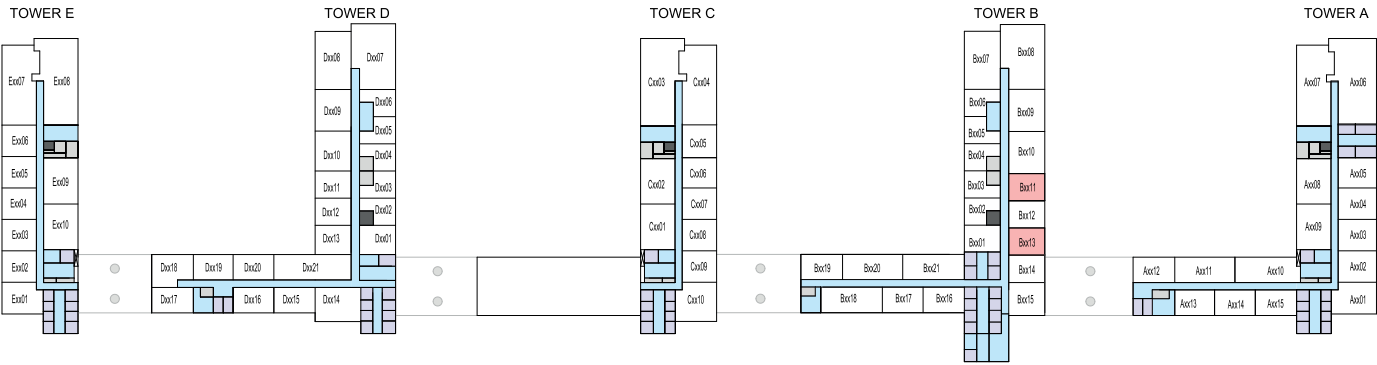 TOWER E
TOWER D
TOWER C
TOWER B
TOWER A
Exx07
Exx08
Exx06
Exx05
Exx09
Exx04
Exx10
Exx03
Exx02
Exx01
Dxx08
Dxx07
Dxx09
Dxx06
Dxx05
Dxx10
Dxx04
Dxx11
Dxx03
Dxx12
Dxx02
Dxx13
Dxx01
Dxx18
Dxx19
Dxx20
Dxx21
Dxx17
Dxx16
Dxx15
Dxx14
Cxx03
Cxx04
Cxx05
Cxx02
Cxx06
Cxx07
Cxx01
Cxx08
Cxx09
Cxx10
Bxx07
Bxx08
Bxx06
Bxx09
Bxx05
Bxx04
Bxx10
Bxx03
Bxx11
Bxx02
Bxx12
Bxx01
Bxx13
Bxx19
Bxx20
Bxx21
Bxx14
Bxx18
Bxx17
Bxx16
Bxx15
Axx07
Axx06
Axx08
Axx05
Axx04
Axx09
Axx03
Axx12
Axx11
Axx10
Axx02
Axx13
Axx14
Axx15
Axx01